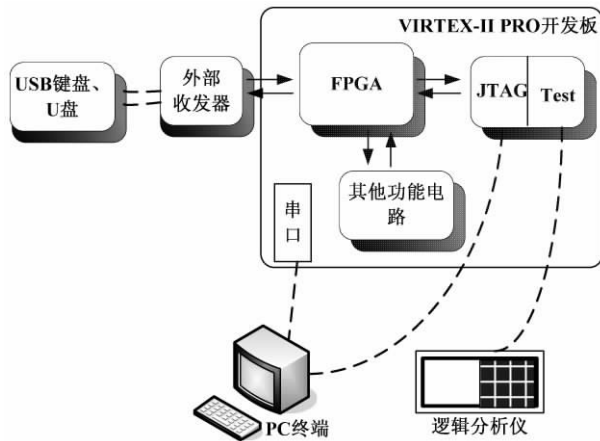 VIRTEX-II PRO开发板
USB键盘、
U盘
外部
收发器
FPGA
JTAG
Test
其他功能电
路
串
口
PC终端
逻辑分析仪